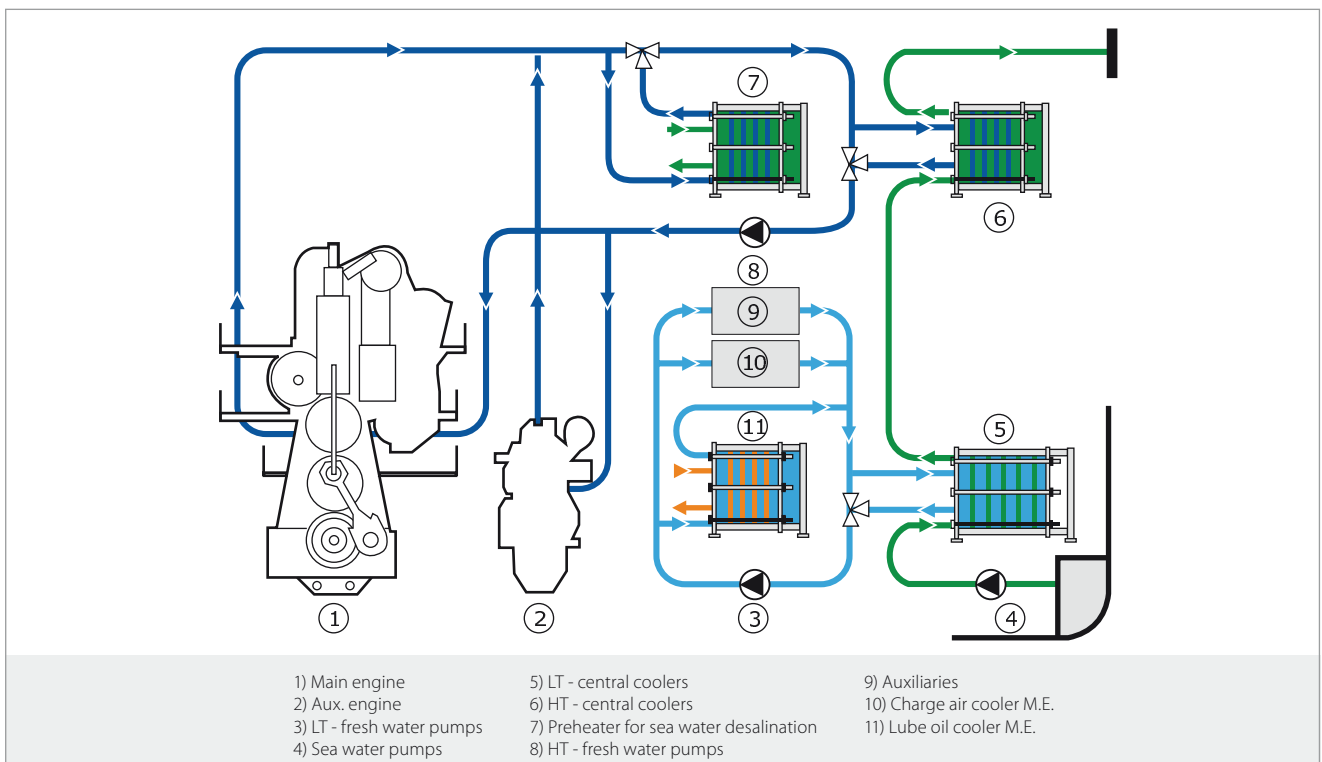 7
6
8
9
10
11
5
1
2
3
4
1) Main engine
2) Aux. engine
3) LT - fresh water pumps
4) Sea water pumps
5) LT - central coolers
6) HT - central coolers
7) Preheater for sea water desalination
8) HT - fresh water pumps
9) Auxiliaries
10) Charge air cooler M.E.
11) Lube oil cooler M.E.